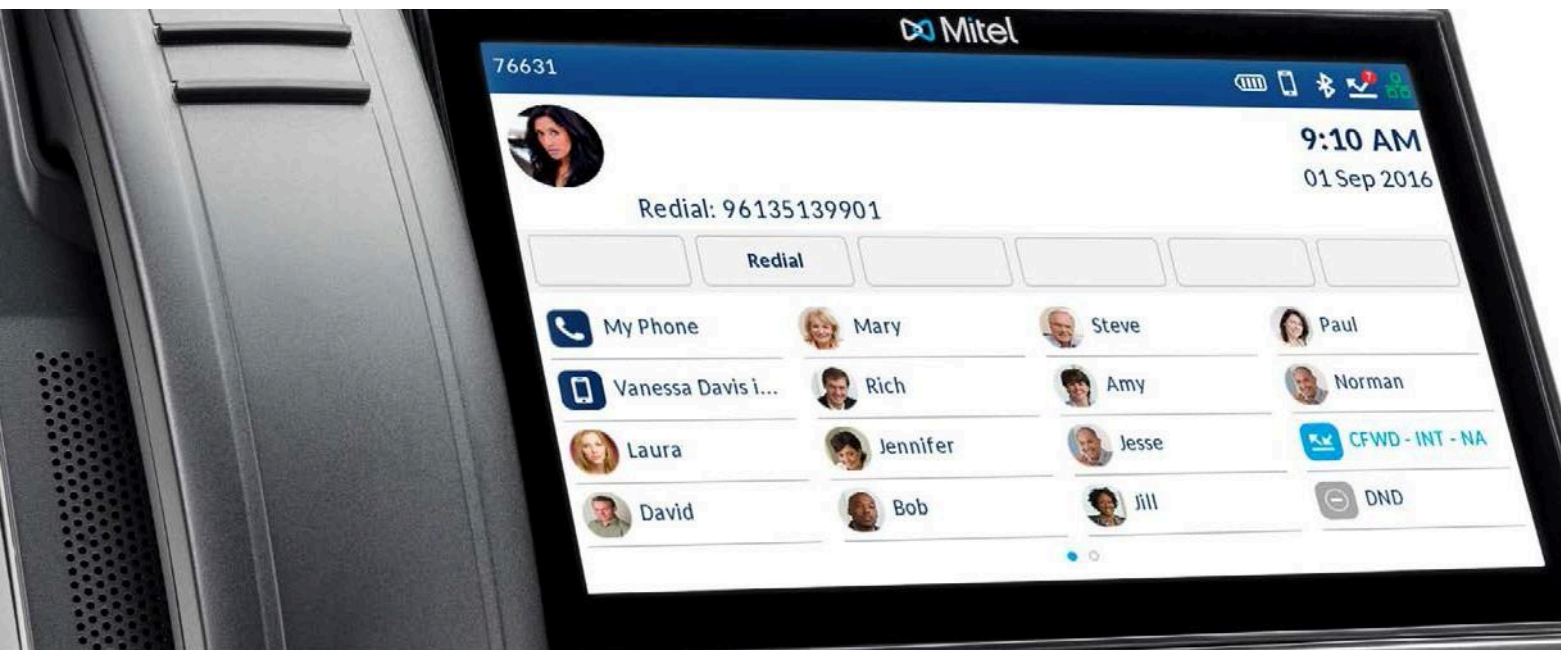 Mitel
76631
7
9:10 AM
01 Sep 2016
Redial: 96135139901
Redial
My Phone Mary Steve Paul
Vanessa Davis i... Rich Amy Norman
Laura Jennifer Jesse CFWD - INT - NA
David Bob Jill DND